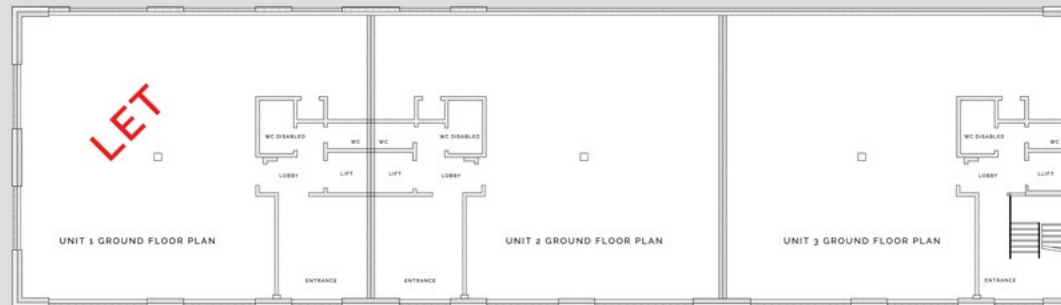 LET
WC DISABLED
WC
WC
WC DISABLED
WC DISABLED
WC
LOBBY
LIFT
LIFT
LOBBY
LOBBY
LLIFT
UNIT 1 GROUND FLOOR PLAN
UNIT 2 GROUND FLOOR PLAN
UNIT 3 GROUND FLOOR PLAN
ENTRANCE
ENTRANCE
ENTRANCE